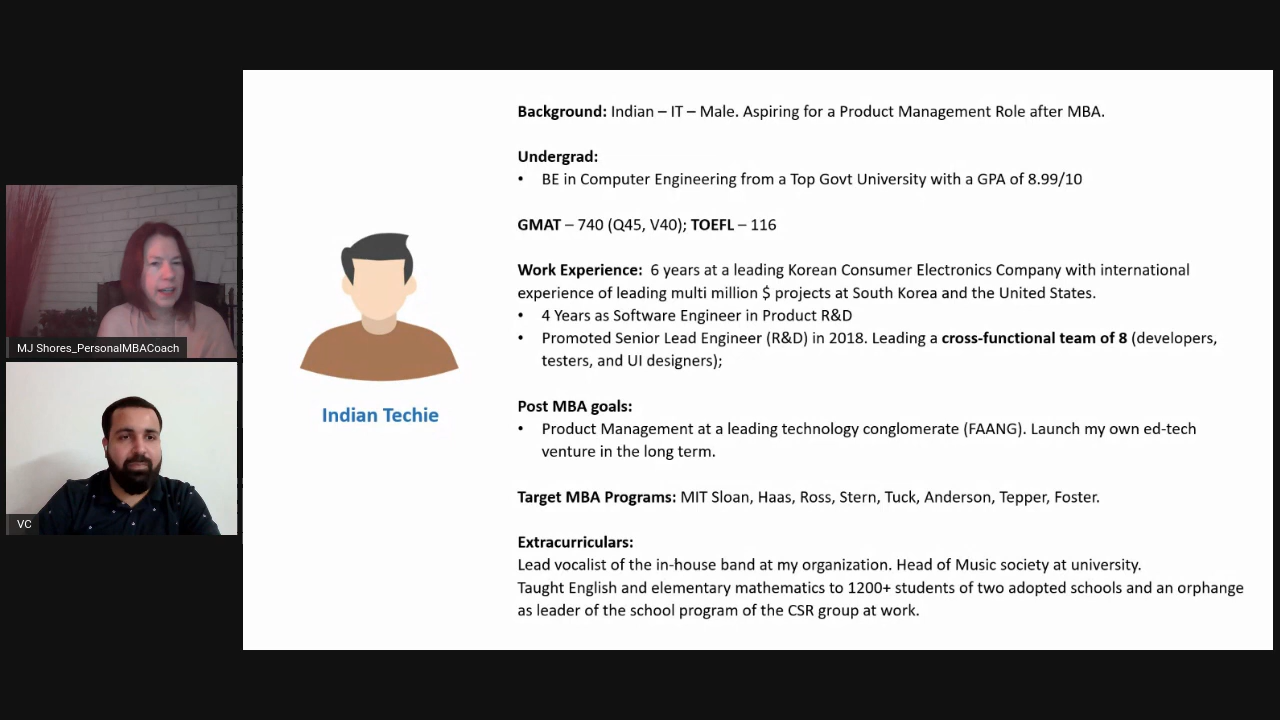 MJ Shores_PersonalMBACoach
VC
Indian Techie
Background: Indian – IT – Male. Aspiring for a Product Management Role after MBA.
Undergrad:
• BE in Computer Engineering from a Top Govt University with a GPA of 8.99/10
GMAT – 740 (Q45, V40); TOEFL – 116
Work Experience: 6 years at a leading Korean Consumer Electronics Company with international
experience of leading multi million $ projects at South Korea and the United States.
• 4 Years as Software Engineer in Product R&D
• Promoted Senior Lead Engineer (R&D) in 2018. Leading a cross-functional team of 8 (developers,
testers, and UI designers);
Post MBA goals:
• Product Management at a leading technology conglomerate (FAANG). Launch my own ed-tech
venture in the long term.
Target MBA Programs: MIT Sloan, Haas, Ross, Stern, Tuck, Anderson, Tepper, Foster.
Extracurriculars:
Lead vocalist of the in-house band at my organization. Head of Music society at university.
Taught English and elementary mathematics to 1200+ students of two adopted schools and an orphange
as leader of the school program of the CSR group at work.